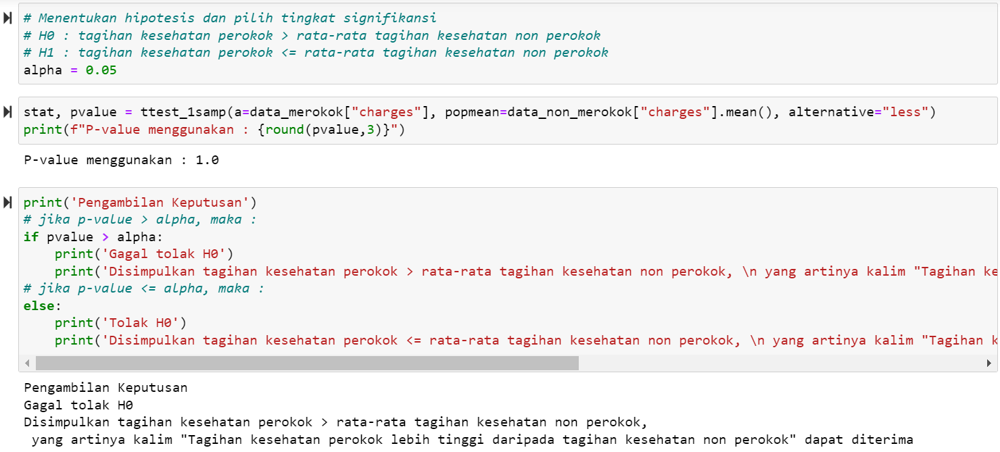 # Menentukan hipotesis dan pilih tingkat signifikansi
# H0 : tagihan kesehatan perokok > rata-rata tagihan kesehatan non perokok
# H1 : tagihan kesehatan perokok <= rata-rata tagihan kesehatan non perokok
alpha = 0.05
stat, pvalue = ttest_1samp(a=data_merokok["charges"], popmean=data_non_merokok["charges"].mean(), alternative="less")
print(f"P-value menggunakan : {round(pvalue,3)}")
P-value menggunakan : 1.0
print('Pengambilan Keputusan')
# jika p-value > alpha, maka :
if pvalue > alpha:
    print('Gagal tolak H0')
    print('Disimpulkan tagihan kesehatan perokok > rata-rata tagihan kesehatan non perokok, \n yang artinya kalim "Tagihan ke
# jika p-value <= alpha, maka :
else:
    print('Tolak H0')
    print('Disimpulkan tagihan kesehatan perokok <= rata-rata tagihan kesehatan non perokok, \n yang artinya kalim "Tagihan k
Pengambilan Keputusan
Gagal tolak H0
Disimpulkan tagihan kesehatan perokok > rata-rata tagihan kesehatan non perokok,
 yang artinya kalim "Tagihan kesehatan perokok lebih tinggi daripada tagihan kesehatan non perokok" dapat diterima